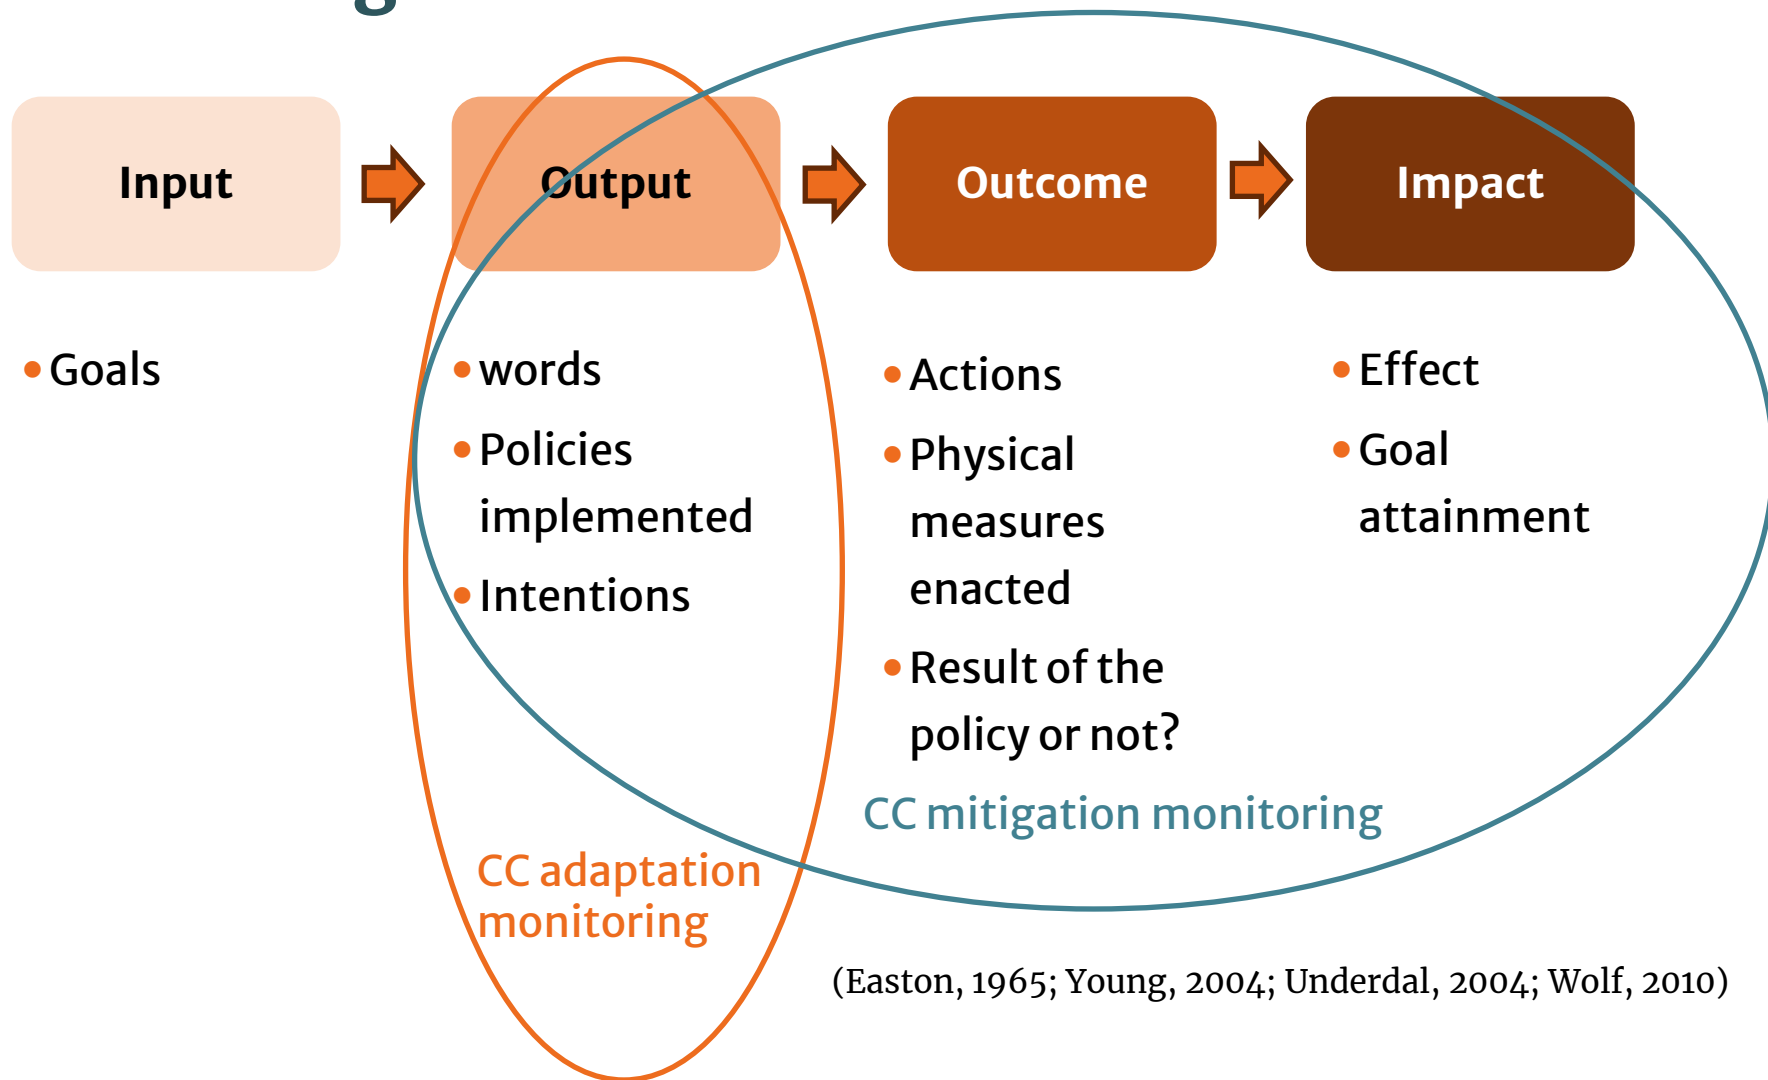 Input
Output
Outcome
Impact
• Goals
• words
• Policies
implemented
• Intentions
• Actions
• Physical
measures
enacted
• Result of the
policy or not?
• Effect
• Goal
attainment
CC mitigation monitoring
CC adaptation
monitoring
(Easton, 1965; Young, 2004; Underdal, 2004; Wolf, 2010)